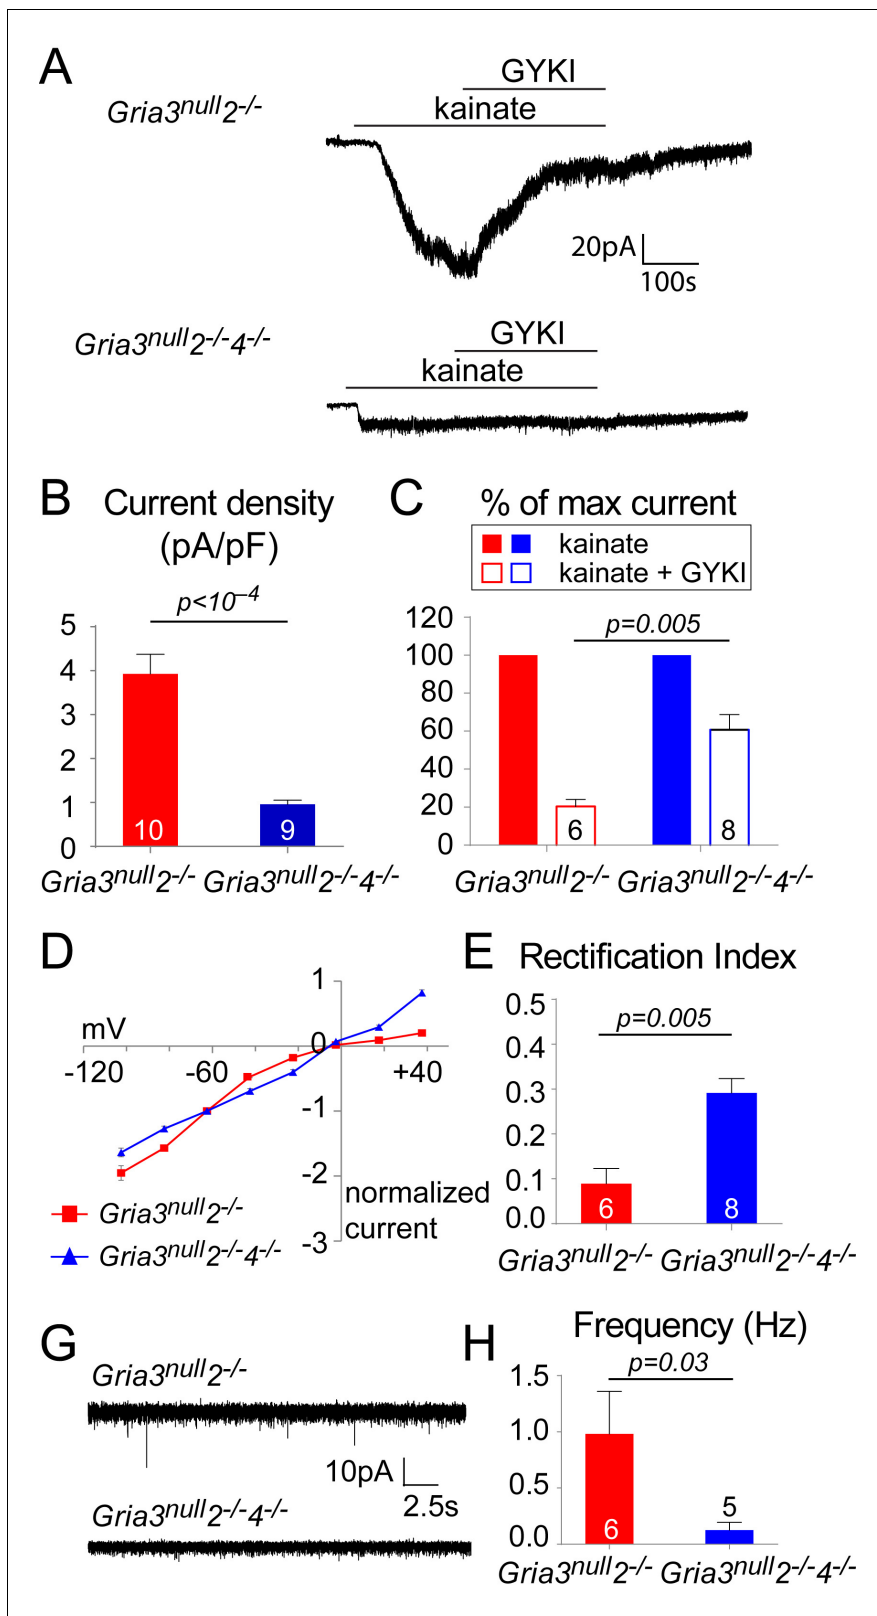 A
GYKI
Gria3null2-/-
kainate
20pA
100s
GYKI
Gria3null2-/-4-/-
kainate
B
Current density
(pA/pF)
p<10–4
5
4
3
2
1
0
10
9
Gria3null2-/-
Gria3null2-/-4-/-
C
% of max current
kainate
kainate + GYKI
120
100
80
60
40
20
0
p=0.005
6
8
Gria3null2-/-
Gria3null2-/-4-/-
D
mV
1
0
-1
-2
-3
-120
-60
+40
normalized
current
Gria3null2-/-
Gria3null2-/-4-/-
E
Rectification Index
p=0.005
0.5
0.4
0.3
0.2
0.1
0.0
6
8
Gria3null2-/-
Gria3null2-/-4-/-
G
Gria3null2-/-
10pA
2.5s
Gria3null2-/-4-/-
H
Frequency (Hz)
p=0.03
1.5
1.0
0.5
0.0
6
5
Gria3null2-/-
Gria3null2-/-4-/-